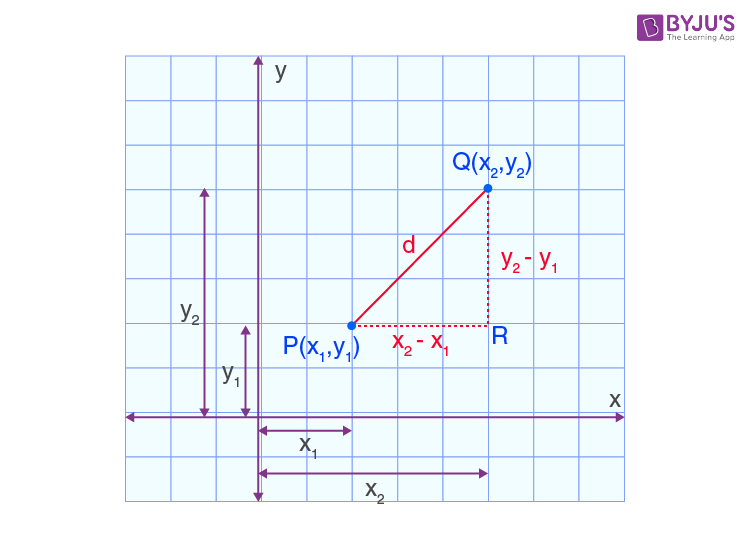 BYJU'S
The Learning App
y
Q(x₂,y₂)
d
y₂ - y₁
y₂
P(x₁,y₁)
x₂ - x₁
R
y₁
x
x₁
x₂